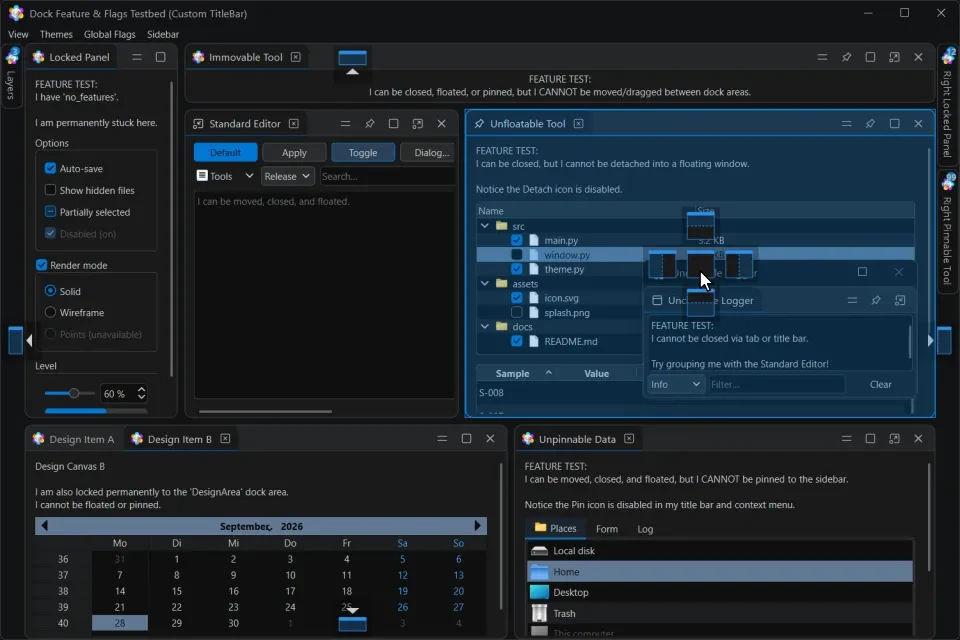 Dock Feature & Flags Testbed (Custom TitleBar)
View Themes Global Flags Sidebar
3
Layers
Locked Panel
FEATURE TEST:
I have 'no_features'.
I am permanently stuck here.
Options
Auto-save
Show hidden files
Partially selected
Disabled (on)
Render mode
Solid
Wireframe
Points (unavailable)
Level
60 %
Immovable Tool
FEATURE TEST:
I can be closed, floated, or pinned, but I CANNOT be moved/dragged between dock areas.
Standard Editor
Default Apply Toggle Dialog...
Tools Release Search...
I can be moved, closed, and floated.
Unfloatable Tool
FEATURE TEST:
I can be closed, but I cannot be detached into a floating window.
Notice the Detach icon is disabled.
Name Size
src
main.py 3.2 KB
window.py
theme.py
assets
icon.svg
splash.png
docs
README.md
Sample Value
S-008
Logger
FEATURE TEST:
I cannot be closed via tab or title bar.
Try grouping me with the Standard Editor!
Info Filter... Clear
12
Right Locked Panel
99
Right Pinnable Tool
Design Item A Design Item B
Design Canvas B
I am also locked permanently to the 'DesignArea' dock area.
I cannot be floated or pinned.
September, 2026
Mo Di Mi Do Fr Sa So
36 31 1 2 3 4 5 6
37 7 8 9 10 11 12 13
38 14 15 16 17 18 19 20
39 21 22 23 24 25 26 27
40 28 29 30 1 3 4
Unpinnable Data
FEATURE TEST:
I can be moved, closed, and floated, but I CANNOT be pinned to the sidebar.
Notice the Pin icon is disabled in my title bar and context menu.
Places Form Log
Local disk
Home
Desktop
Trash
This computer